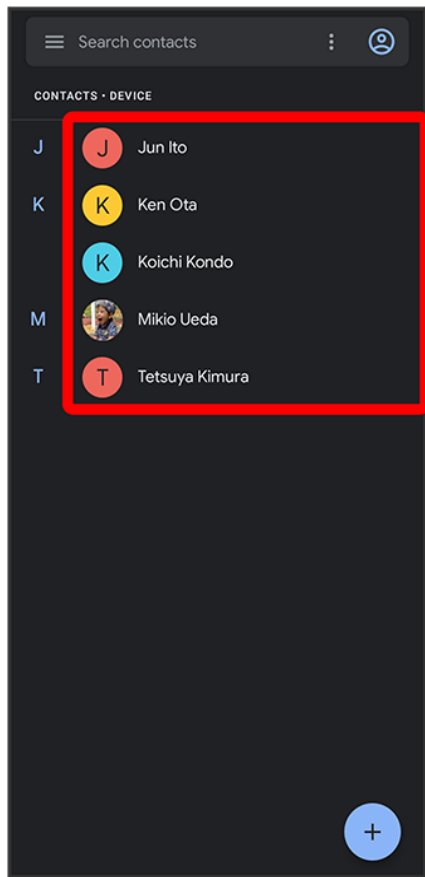 Search contacts
CONTACTS • DEVICE
J J Jun Ito
K K Ken Ota
K Koichi Kondo
M Mikio Ueda
T T Tetsuya Kimura